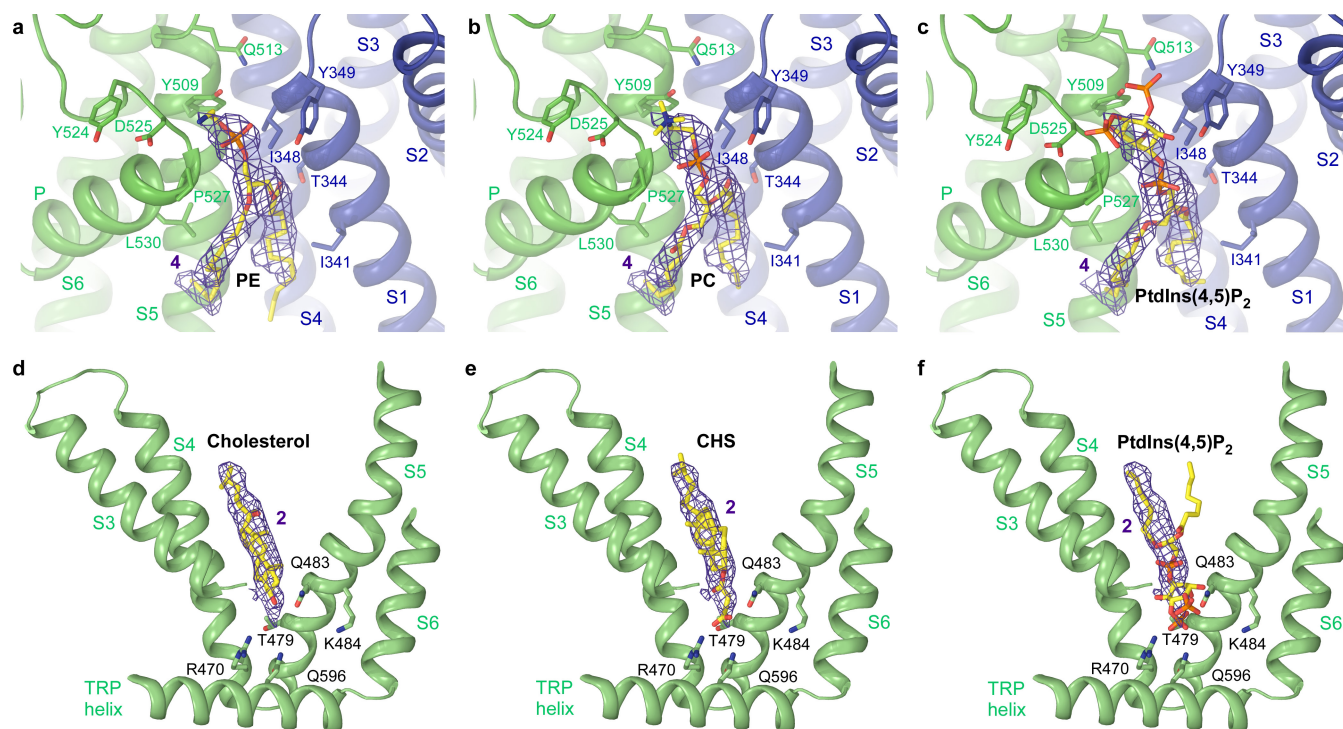 a
S3
Q513
Y349
Y509
Y524
D525
I348
S2
T344
P
P527
L530
I341
4
S6
PE
S1
S5
S4
b
S3
Q513
Y349
Y509
Y524
D525
I348
S2
T344
P
P527
L530
I341
4
S6
PC
S1
S5
S4
c
S3
Q513
Y349
Y509
Y524
D525
I348
S2
T344
P
P527
L530
I341
4
S6
PtdIns(4,5)P₂
S1
S5
S4
d
S4
Cholesterol
S5
S3
2
Q483
S6
T479
K484
R470
Q596
TRP
helix
e
S4
CHS
S5
S3
2
Q483
S6
T479
K484
R470
Q596
TRP
helix
f
S4
PtdIns(4,5)P₂
S5
S3
2
Q483
S6
T479
K484
R470
Q596
TRP
helix